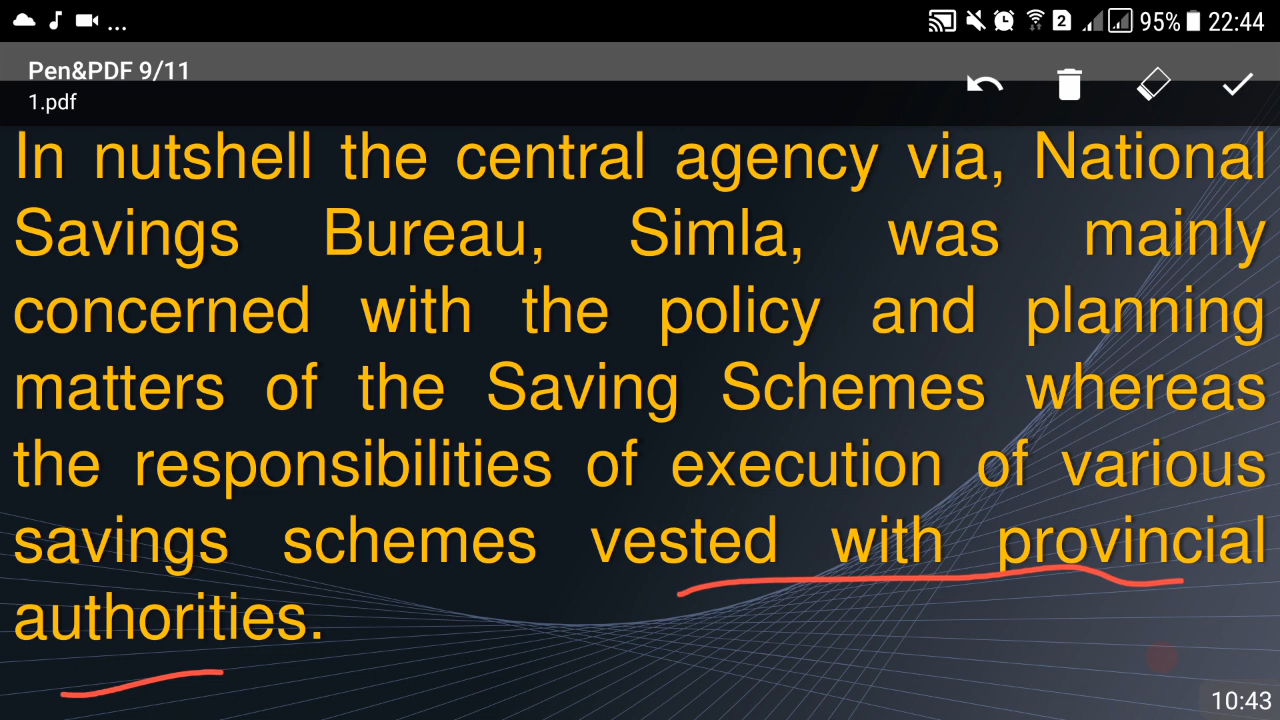 ... 2 95% 22:44
Pen&PDF 9/11
1.pdf
In nutshell the central agency via, National
Savings Bureau, Simla, was mainly
concerned with the policy and planning
matters of the Saving Schemes whereas
the responsibilities of execution of various
savings schemes vested with provincial
authorities.
10:43